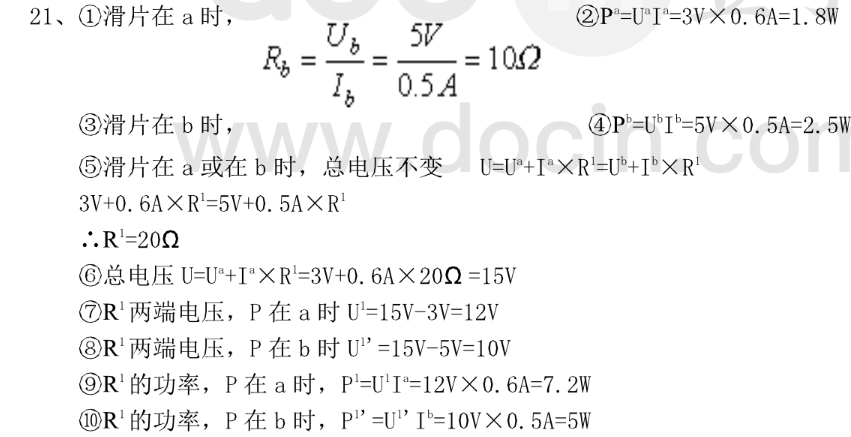 21、①滑片在 a 时， ②Pᵃ=UᵃIᵃ=3V×0.6A=1.8W
R_b = U_b / I_b = 5V / 0.5A = 10Ω
③滑片在 b 时， ④Pᵇ=UᵇIᵇ=5V×0.5A=2.5W
⑤滑片在 a 或在 b 时，总电压不变 U=Uᵃ+Iᵃ×R¹=Uᵇ+Iᵇ×R¹
3V+0.6A×R¹=5V+0.5A×R¹
∴R¹=20Ω
⑥总电压 U=Uᵃ+Iᵃ×R¹=3V+0.6A×20Ω=15V
⑦R¹两端电压，P 在 a 时 U¹=15V-3V=12V
⑧R¹两端电压，P 在 b 时 U¹’=15V-5V=10V
⑨R¹的功率，P 在 a 时，P¹=U¹Iᵃ=12V×0.6A=7.2W
⑩R¹的功率，P 在 b 时，P¹’=U¹’Iᵇ=10V×0.5A=5W
www.docin.com